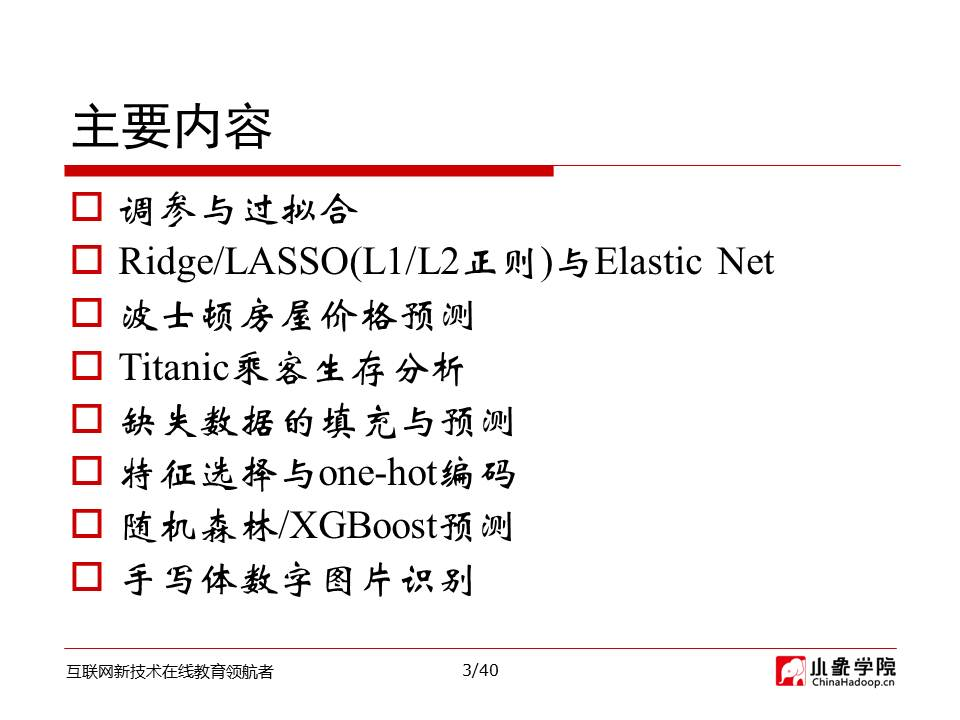 主要内容
调参与过拟合
Ridge/LASSO(L1/L2正则)与Elastic Net
波士顿房屋价格预测
Titanic乘客生存分析
缺失数据的填充与预测
特征选择与one-hot编码
随机森林/XGBoost预测
手写体数字图片识别
互联网新技术在线教育领航者
3/40
小象学院
ChinaHadoop.cn